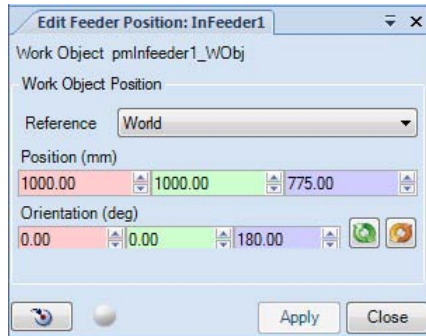 Edit Feeder Position: InFeeder1
Work Object pmInfeeder1_WObj
Work Object Position
Reference World
Position (mm)
1000.00 1000.00 775.00
Orientation (deg)
0.00 0.00 180.00
Apply Close